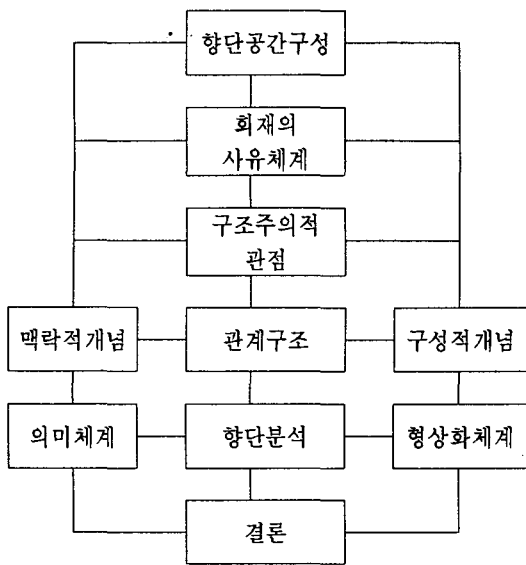 향단공간구성
회재의
사유체계
구조주의적
관점
맥락적개념
관계구조
구성적개념
의미체계
향단분석
형상화체계
결론